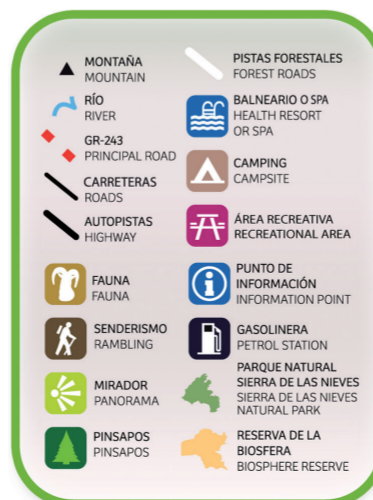 MONTAÑA
MOUNTAIN
RÍO
RIVER
GR-243
PRINCIPAL ROAD
CARRETERAS
ROADS
AUTOPISTAS
HIGHWAY
FAUNA
FAUNA
SENDERISMO
RAMBLING
MIRADOR
PANORAMA
PINSAPOS
PINSAPOS
PISTAS FORESTALES
FOREST ROADS
BALNEARIO O SPA
HEALTH RESORT
OR SPA
CAMPING
CAMPSITE
ÁREA RECREATIVA
RECREATIONAL AREA
PUNTO DE
INFORMACIÓN
INFORMATION POINT
GASOLINERA
PETROL STATION
PARQUE NATURAL
SIERRA DE LAS NIEVES
SIERRA DE LAS NIEVES
NATURAL PARK
RESERVA DE LA
BIOSFERA
BIOSPHERE RESERVE